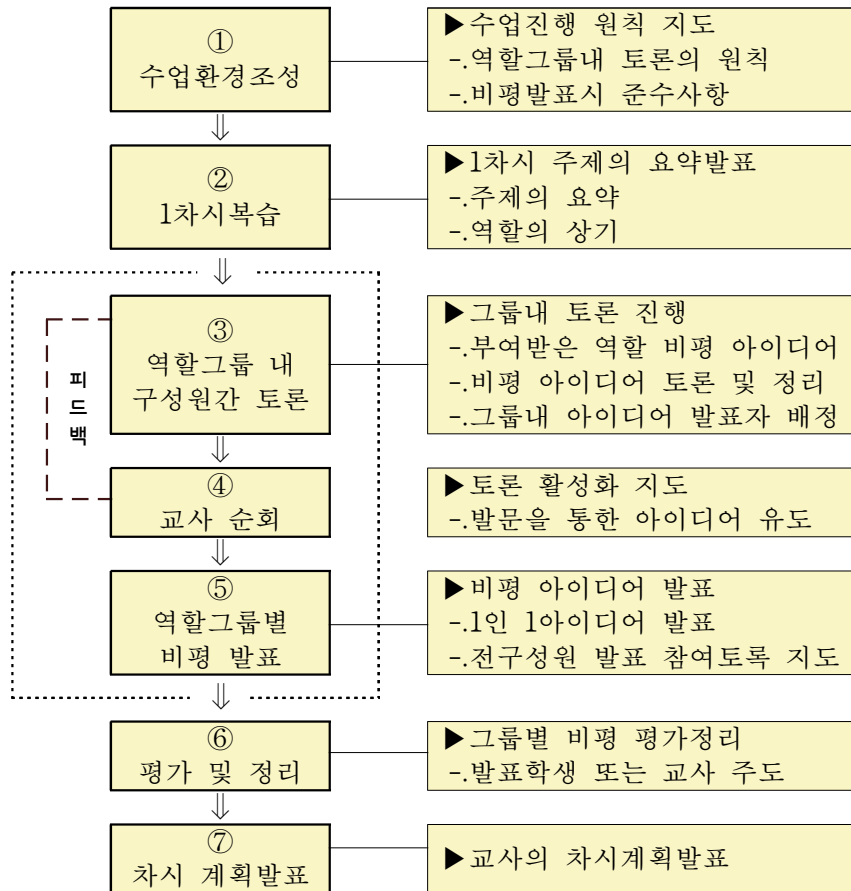 ①
수업환경조성
▶수업진행 원칙 지도
-.역할그룹내 토론의 원칙
-.비평발표시 준수사항
⇓
②
1차시복습
▶1차시 주제의 요약발표
-.주제의 요약
-.역할의 상기
⇓
③
역할그룹 내
구성원간 토론
▶그룹내 토론 진행
-.부여받은 역할 비평 아이디어
-.비평 아이디어 토론 및 정리
-.그룹내 아이디어 발표자 배정
피
드
백
⇓
④
교사 순회
▶토론 활성화 지도
-.발문을 통한 아이디어 유도
⇓
⑤
역할그룹별
비평 발표
▶비평 아이디어 발표
-.1인 1아이디어 발표
-.전구성원 발표 참여토록 지도
⇓
⑥
평가 및 정리
▶그룹별 비평 평가정리
-.발표학생 또는 교사 주도
⇓
⑦
차시 계획발표
▶교사의 차시계획발표